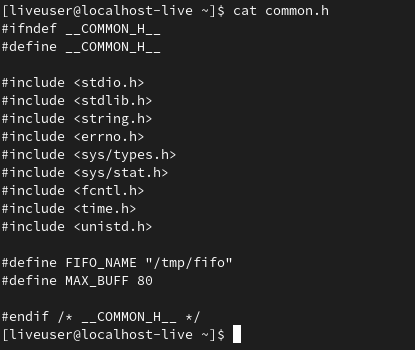 [liveuser@localhost-live ~]$ cat common.h
#ifndef __COMMON_H__
#define __COMMON_H__

#include <stdio.h>
#include <stdlib.h>
#include <string.h>
#include <errno.h>
#include <sys/types.h>
#include <sys/stat.h>
#include <fcntl.h>
#include <time.h>
#include <unistd.h>

#define FIFO_NAME "/tmp/fifo"
#define MAX_BUFF 80

#endif /* __COMMON_H__ */
[liveuser@localhost-live ~]$